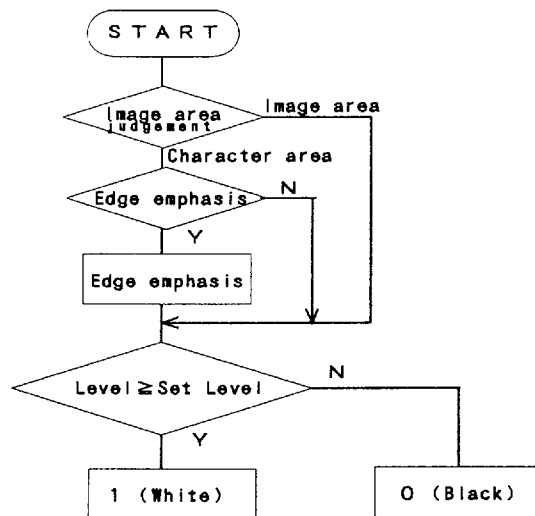 START
Image area
Image area
judgement
Character area
Edge emphasis
N
Y
Edge emphasis
Level≧Set Level
N
Y
1 (White)
0 (Black)